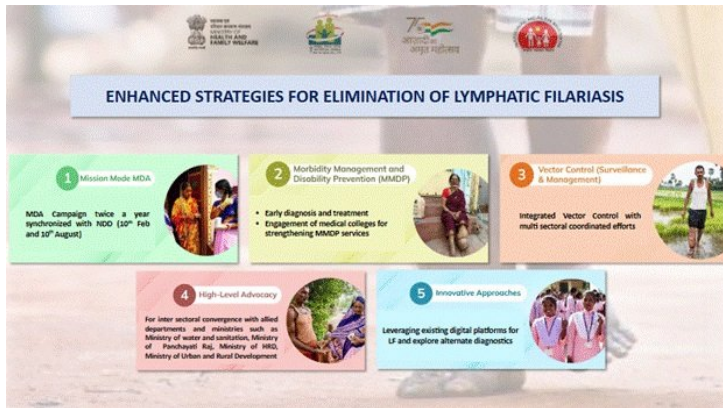 HEALTH AND
FAMILY WELFARE
75
आज़ादी का
अमृत महोत्सव
ENHANCED STRATEGIES FOR ELIMINATION OF LYMPHATIC FILARIASIS
1 Mission Mode MDA
MDA Campaign twice a year
synchronized with NDD (10th Feb
and 10th August)
2 Morbidity Management and
Disability Prevention (MMDP)
• Early diagnosis and treatment
• Engagement of medical colleges for
strengthening MMDP services
3 Vector Control (Surveillance
& Management)
Integrated Vector Control with
multi sectoral coordinated efforts
4 High-Level Advocacy
For inter sectoral convergence with allied
departments and ministries such as
Ministry of water and sanitation, Ministry
of Panchayati Raj, Ministry of HRD,
Ministry of Urban and Rural Development
5 Innovative Approaches
Leveraging existing digital platforms for
LF and explore alternate diagnostics